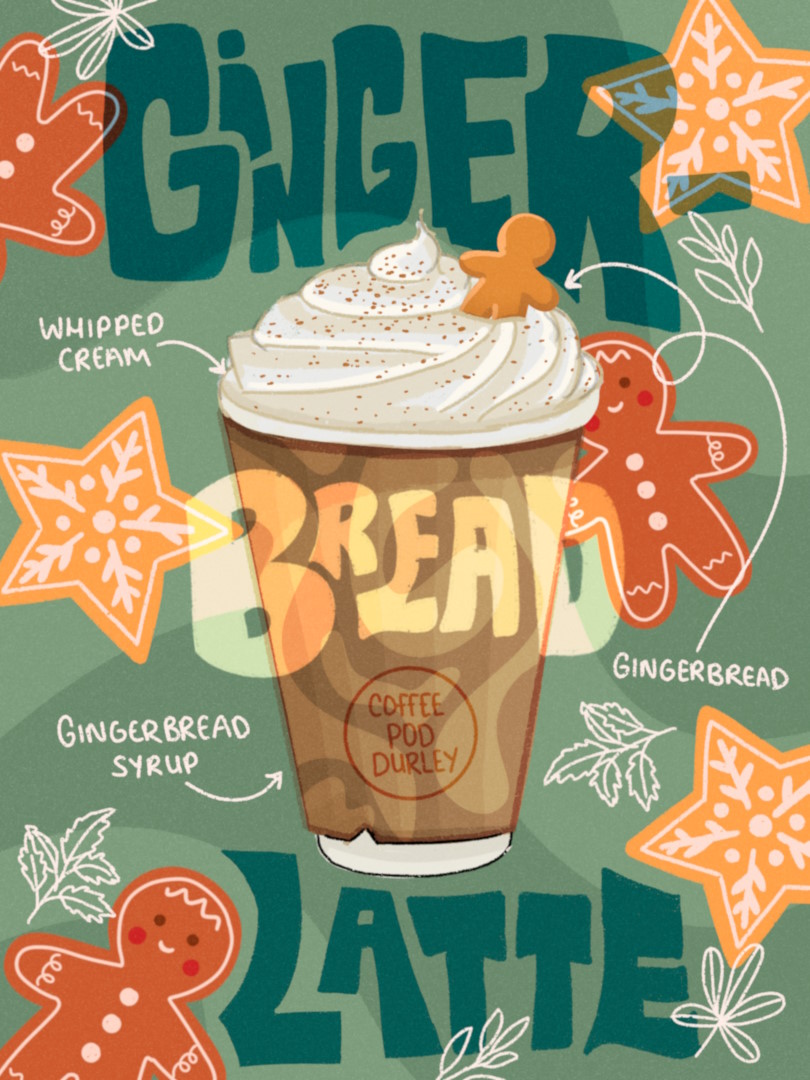 GiNGER-
WHIPPED
CREAM
BREAD
GINGERBREAD
COFFEE
POD
DURLEY
GINGERBREAD
SYRUP
LATTE